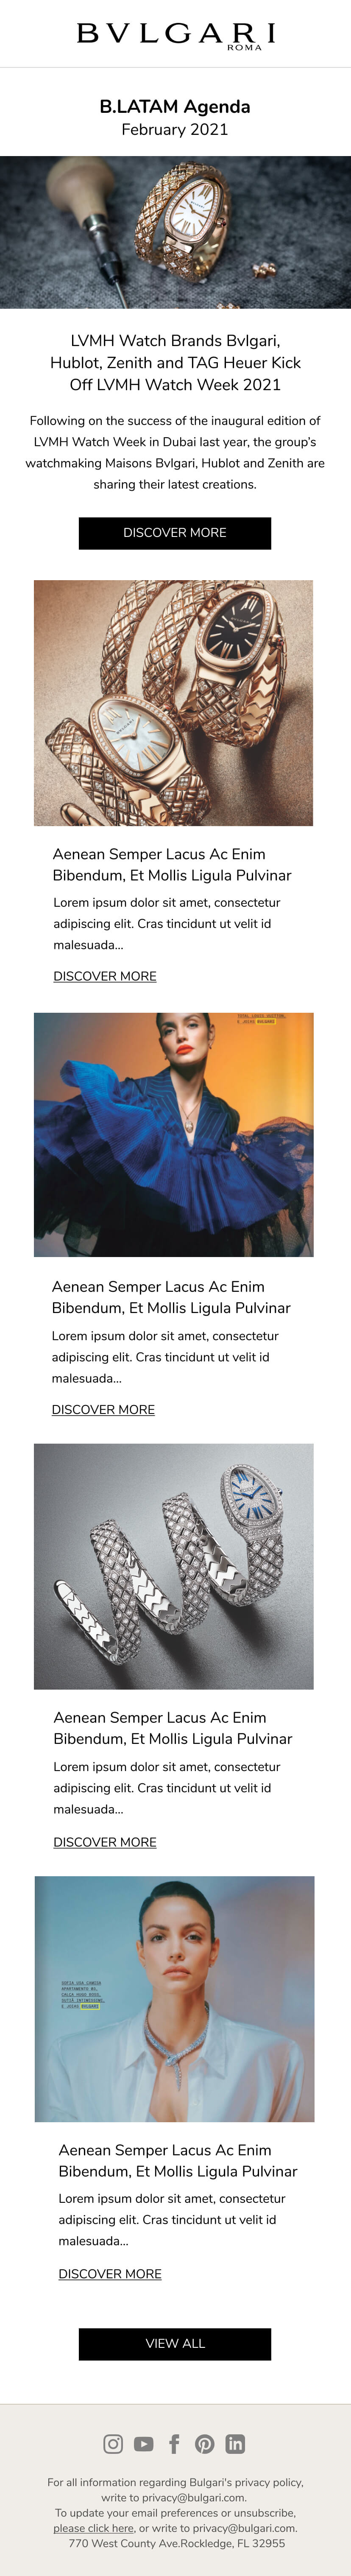 BVLGARI
ROMA
B.LATAM Agenda
February 2021
LVMH Watch Brands Bvlgari,
Hublot, Zenith and TAG Heuer Kick
Off LVMH Watch Week 2021
Following on the success of the inaugural edition of
LVMH Watch Week in Dubai last year, the group's
watchmaking Maisons Bvlgari, Hublot and Zenith are
sharing their latest creations.
DISCOVER MORE
Aenean Semper Lacus Ac Enim
Bibendum, Et Mollis Ligula Pulvinar
Lorem ipsum dolor sit amet, consectetur
adipiscing elit. Cras tincidunt ut velit id
malesuada...
DISCOVER MORE
BVLGARI
Aenean Semper Lacus Ac Enim
Bibendum, Et Mollis Ligula Pulvinar
Lorem ipsum dolor sit amet, consectetur
adipiscing elit. Cras tincidunt ut velit id
malesuada...
DISCOVER MORE
Aenean Semper Lacus Ac Enim
Bibendum, Et Mollis Ligula Pulvinar
Lorem ipsum dolor sit amet, consectetur
adipiscing elit. Cras tincidunt ut velit id
malesuada...
DISCOVER MORE
SOFÍA USA CAMISA
BVLGARI
Aenean Semper Lacus Ac Enim
Bibendum, Et Mollis Ligula Pulvinar
Lorem ipsum dolor sit amet, consectetur
adipiscing elit. Cras tincidunt ut velit id
malesuada...
DISCOVER MORE
VIEW ALL
For all information regarding Bulgari's privacy policy,
write to privacy@bulgari.com.
To update your email preferences or unsubscribe,
please click here, or write to privacy@bulgari.com.
770 West County Ave.Rockledge, FL 32955